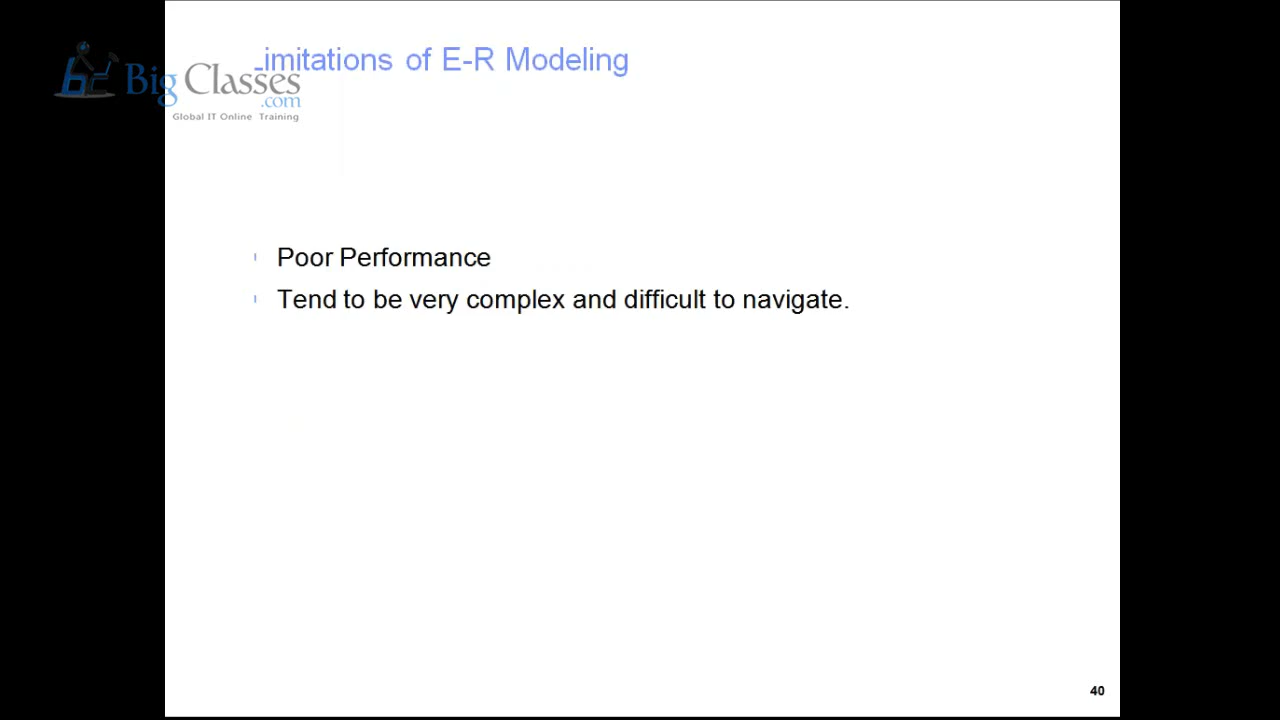 Limitations of E-R Modeling
Big Classes
.com
Global IT Online Training
Poor Performance
Tend to be very complex and difficult to navigate.
40